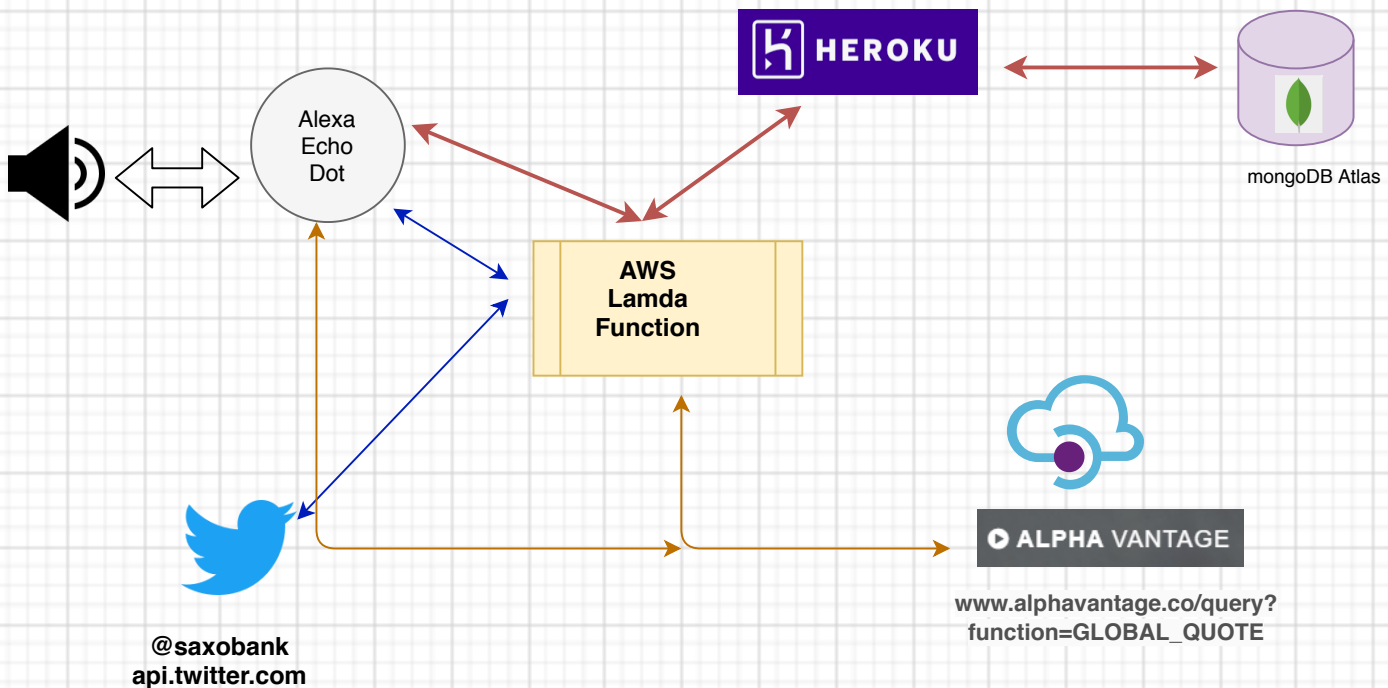 HEROKU
Alexa
Echo
Dot
mongoDB Atlas
AWS
Lamda
Function
ALPHA VANTAGE
www.alphavantage.co/query?
function=GLOBAL_QUOTE
@saxobank
api.twitter.com